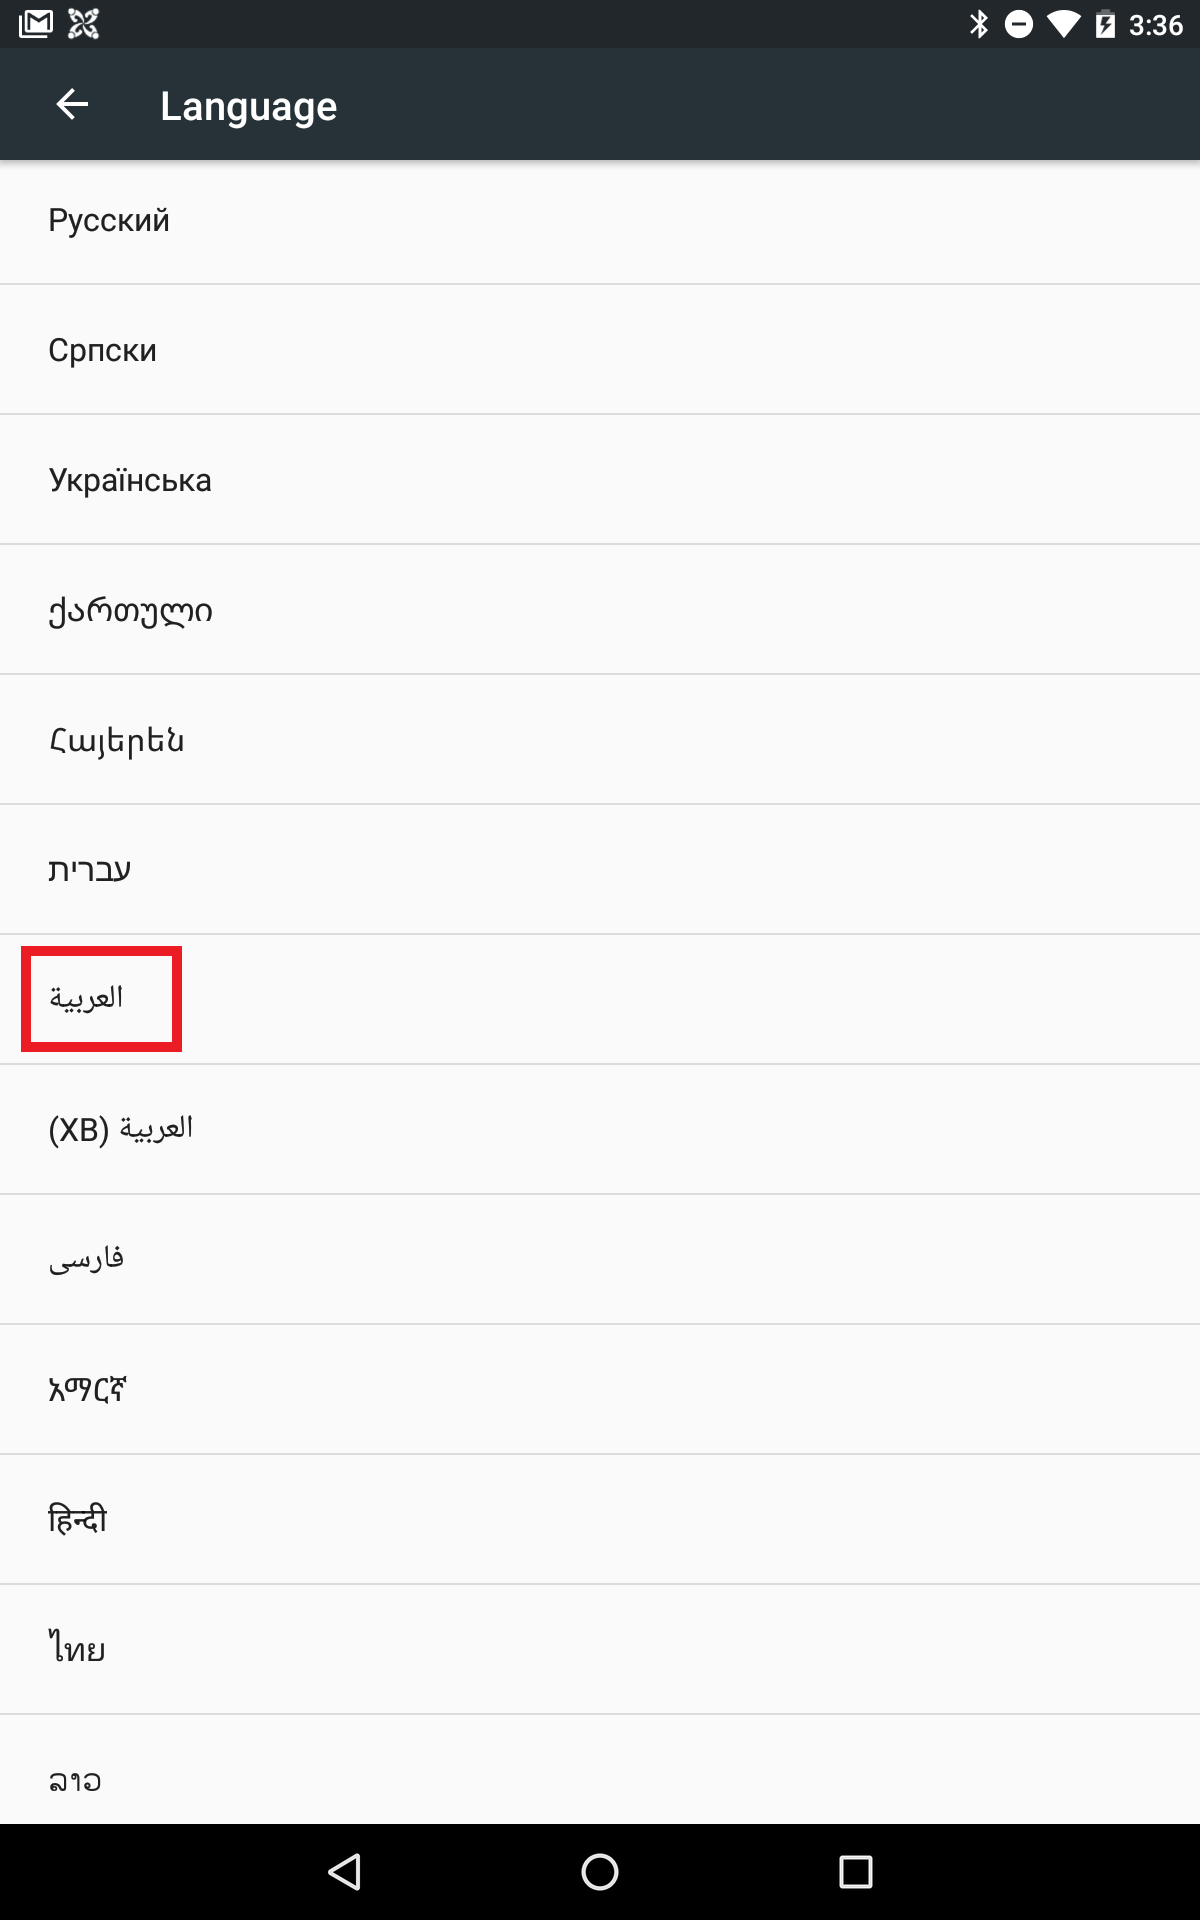 3:36
Language
Русский
Српски
Українська
ქართული
Հայերեն
עברית
العربية
العربية (XB)
فارسی
አማርኛ
हिन्दी
ไทย
ລາວ